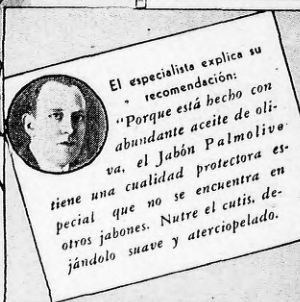 El especialista explica su
recomendación:
"Porque está hecho con
abundante aceite de oli-
va, el Jabón Palmolive
tiene una cualidad protectora es-
pecial que no se encuentra en
otros jabones. Nutre el cutis, de-
jándolo suave y aterciopelado.